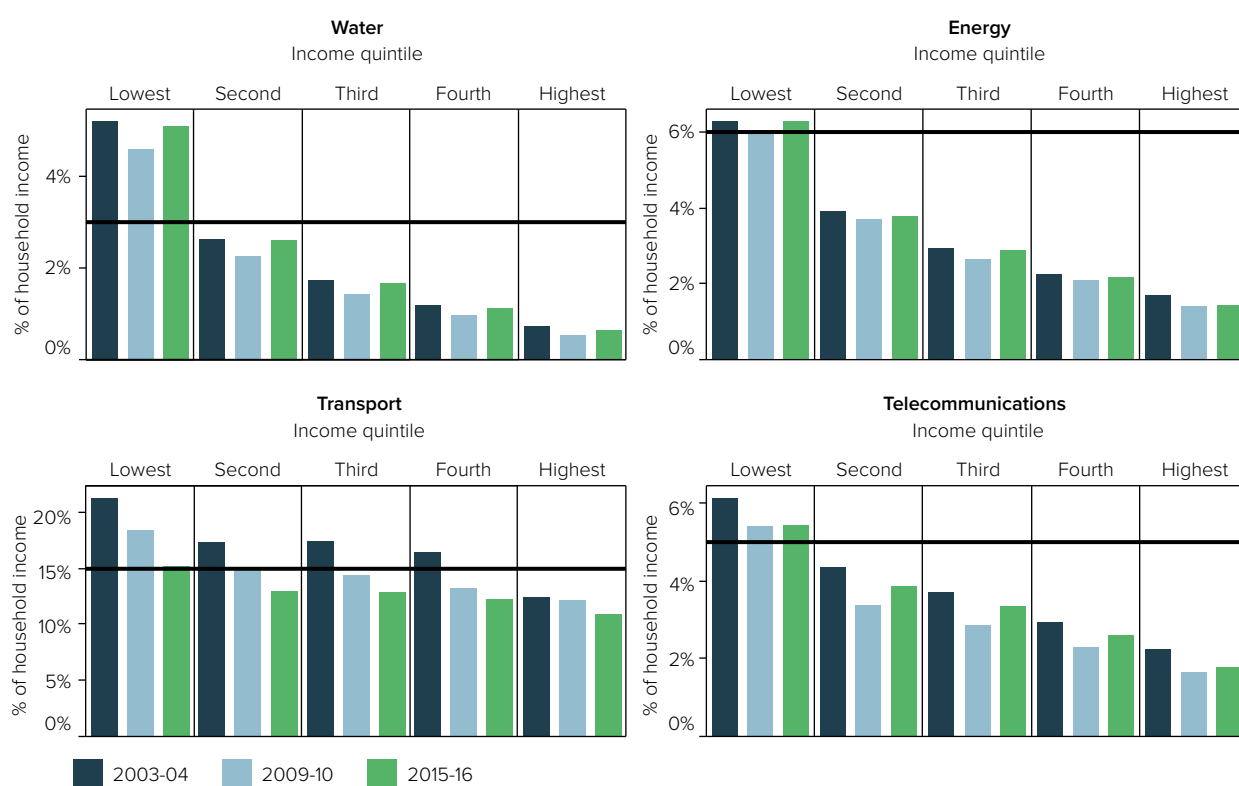 Water
Income quintile
Lowest Second Third Fourth Highest
% of household income
4%
2%
0%
Energy
Income quintile
Lowest Second Third Fourth Highest
% of household income
6%
4%
2%
0%
Transport
Income quintile
Lowest Second Third Fourth Highest
% of household income
20%
15%
10%
5%
0%
Telecommunications
Income quintile
Lowest Second Third Fourth Highest
% of household income
6%
4%
2%
0%
2003-04 2009-10 2015-16